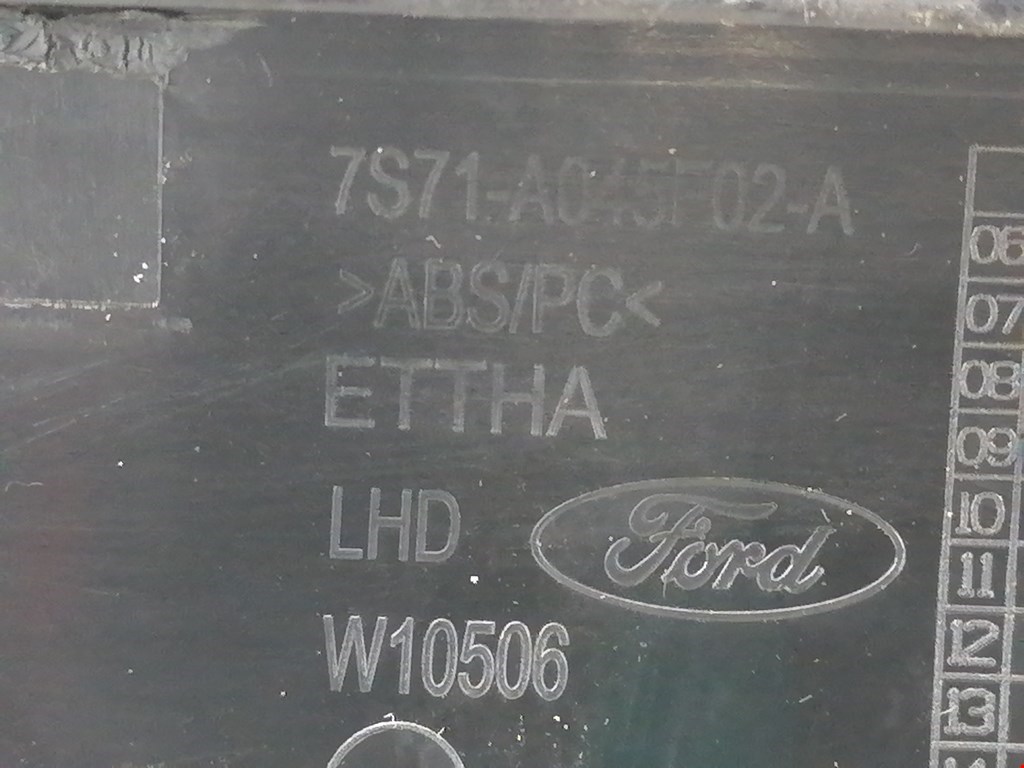 7S71-A045F02-A
>ABS/PC<
ETTHA
LHD
Ford
W10506
06
07
08
09
10
11
12
13